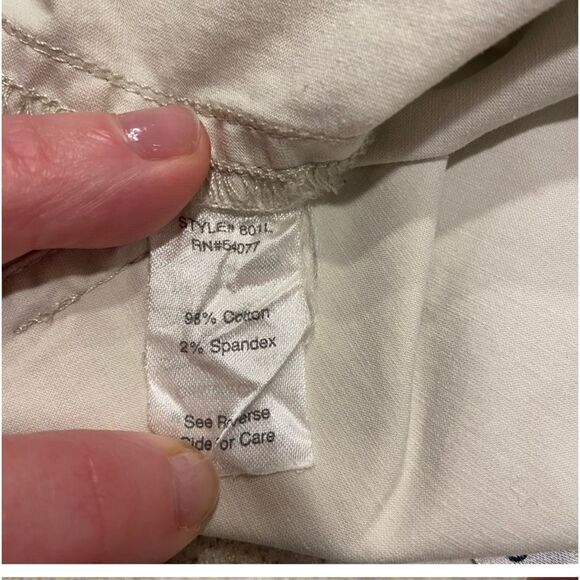 STYLE# 601L
RN#54077
98% Cotton
2% Spandex
See Reverse
Side for Care